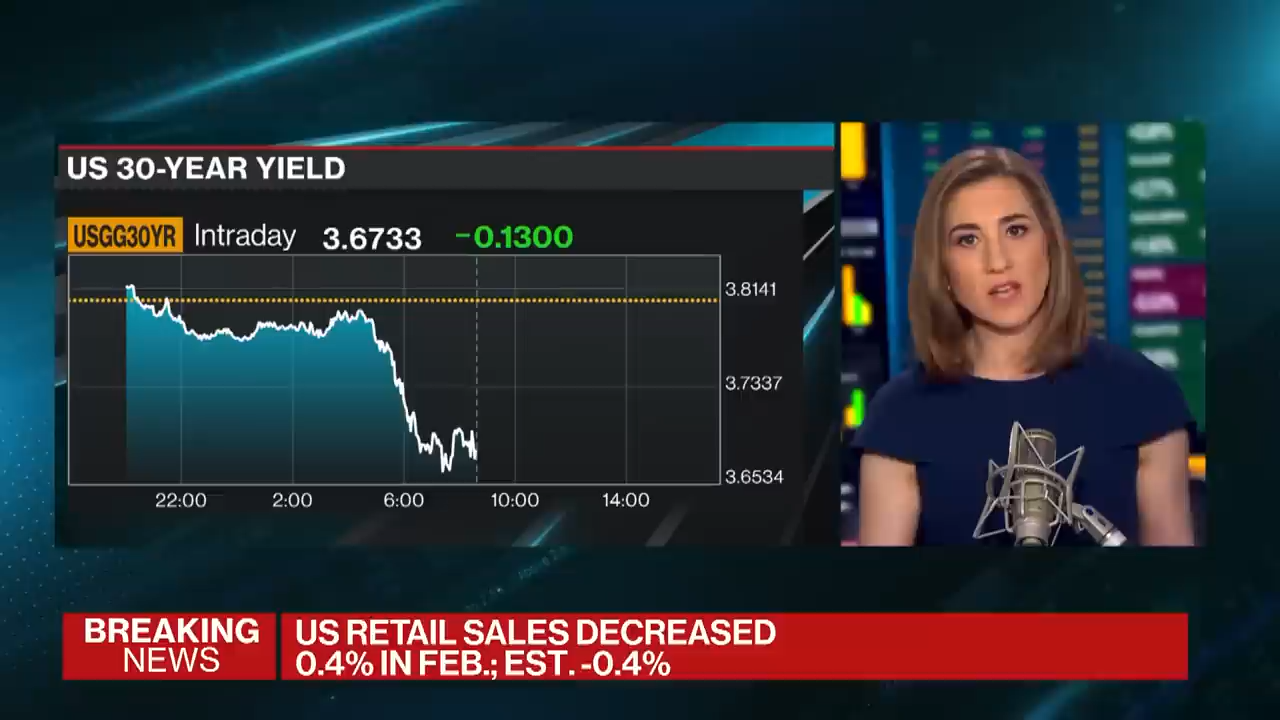 US 30-YEAR YIELD
USGG30YR Intraday 3.6733 -0.1300
3.8141
3.7337
3.6534
22:00 2:00 6:00 10:00 14:00
BREAKING
NEWS
US RETAIL SALES DECREASED
0.4% IN FEB.; EST. -0.4%